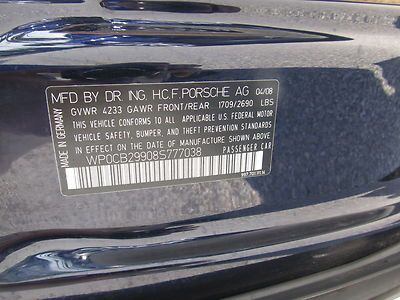 MFD BY DR. ING. H.C.F. PORSCHE AG 04/08
GVWR 4233 GAWR FRONT/REAR 1709/2690 LBS
THIS VEHICLE CONFORMS TO ALL APPLICABLE U.S. FEDERAL MOTOR
VEHICLE SAFETY, BUMPER, AND THEFT PREVENTION STANDARDS
IN EFFECT ON THE DATE OF MANUFACTURE SHOWN ABOVE.
WP0CB29908S777038 PASSENGER CAR
MADE IN GERMANY